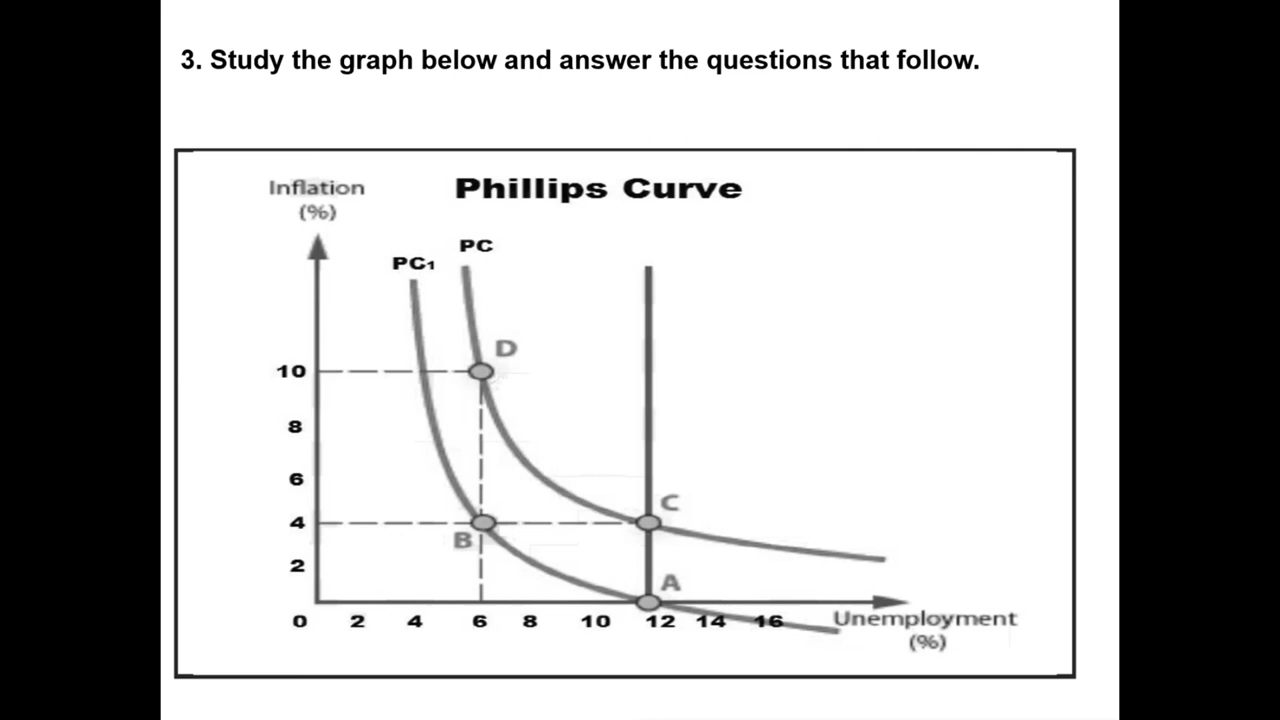 3. Study the graph below and answer the questions that follow.
Phillips Curve
Inflation
(%)
PC
PC₁
D
10
8
6
C
4
B
2
A
0 2 4 6 8 10 12 14 16
Unemployment
(%)